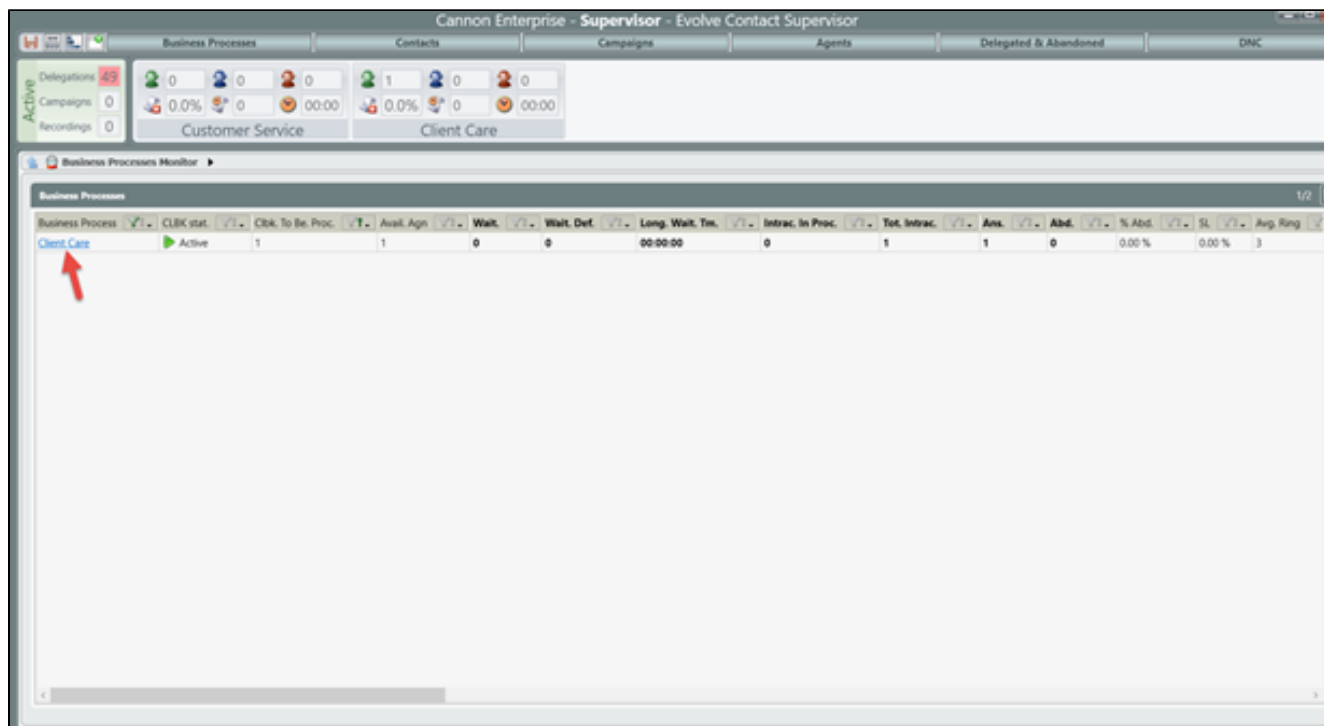 Cannon Enterprise - Supervisor - Evolve Contact Supervisor
Business Processes Contacts Campaigns Agents Delegated & Abandoned DNC
Active
Delegations 49
Campaigns 0
Recordings 0
0 0 0
0.0% 0 00:00
Customer Service
1 0 0
0.0% 0 00:00
Client Care
Business Processes Monitor
Business Processes 1/2
Business Process CLBK stat. Clbk. To Be. Proc. Avail. Agn Wait. Wait. Def. Long. Wait. Tm. Intrac. In Proc. Tot. Intrac. Ans. Abd. % Abd. SL Avg. Ring
Client Care Active 1 1 0 0 00:00:00 0 1 1 0 0.00 % 0.00 % 3